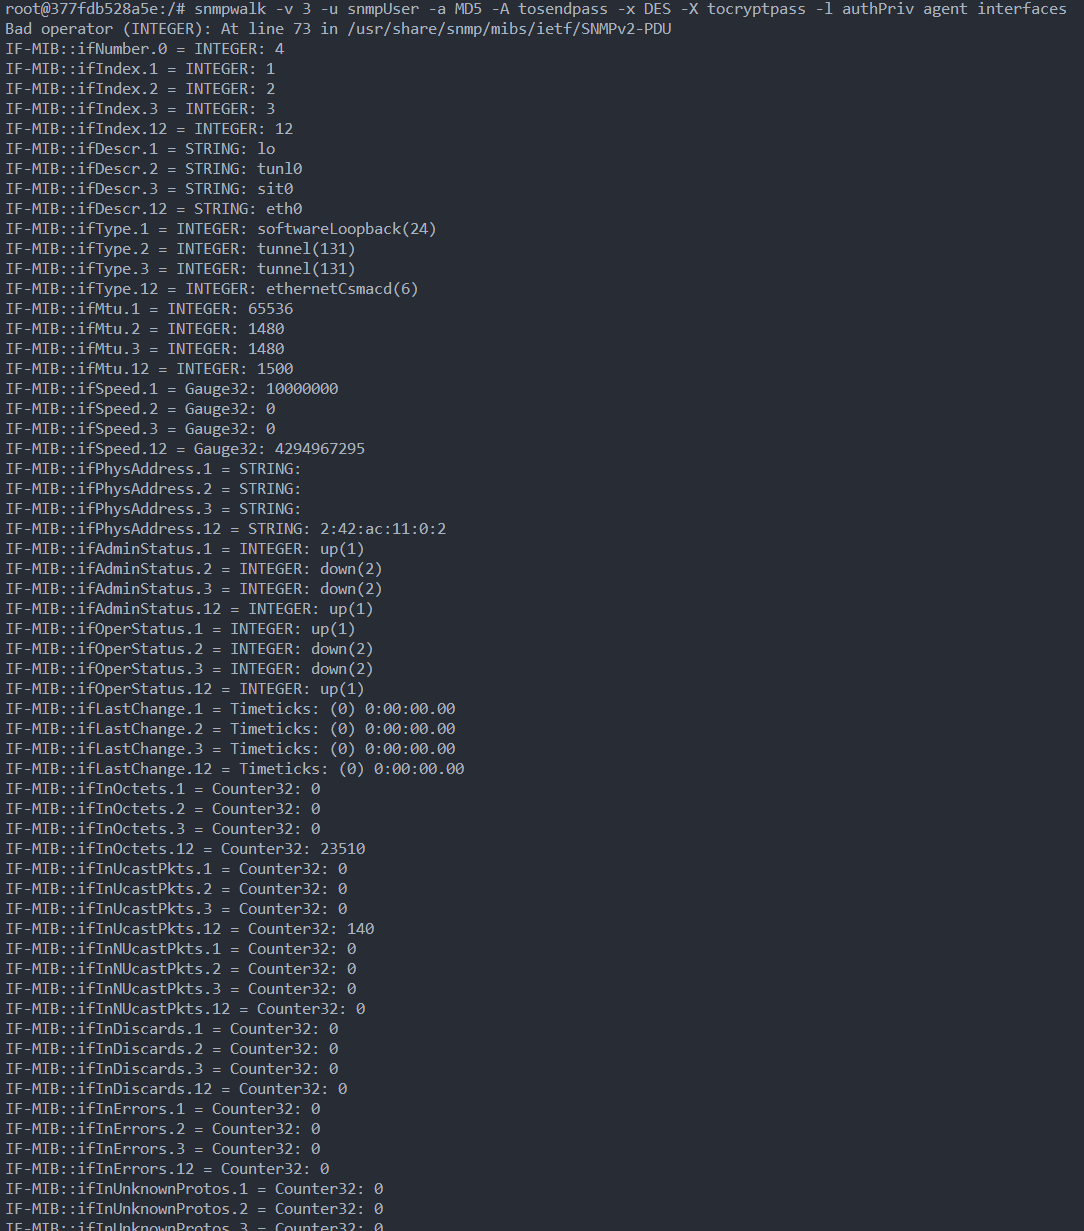 root@377fdb528a5e:/# snmpwalk -v 3 -u snmpUser -a MD5 -A tosendpass -x DES -X tocryptpass -l authPriv agent interfaces
Bad operator (INTEGER): At line 73 in /usr/share/snmp/mibs/ietf/SNMPv2-PDU
IF-MIB::ifNumber.0 = INTEGER: 4
IF-MIB::ifIndex.1 = INTEGER: 1
IF-MIB::ifIndex.2 = INTEGER: 2
IF-MIB::ifIndex.3 = INTEGER: 3
IF-MIB::ifIndex.12 = INTEGER: 12
IF-MIB::ifDescr.1 = STRING: lo
IF-MIB::ifDescr.2 = STRING: tunl0
IF-MIB::ifDescr.3 = STRING: sit0
IF-MIB::ifDescr.12 = STRING: eth0
IF-MIB::ifType.1 = INTEGER: softwareLoopback(24)
IF-MIB::ifType.2 = INTEGER: tunnel(131)
IF-MIB::ifType.3 = INTEGER: tunnel(131)
IF-MIB::ifType.12 = INTEGER: ethernetCsmacd(6)
IF-MIB::ifMtu.1 = INTEGER: 65536
IF-MIB::ifMtu.2 = INTEGER: 1480
IF-MIB::ifMtu.3 = INTEGER: 1480
IF-MIB::ifMtu.12 = INTEGER: 1500
IF-MIB::ifSpeed.1 = Gauge32: 10000000
IF-MIB::ifSpeed.2 = Gauge32: 0
IF-MIB::ifSpeed.3 = Gauge32: 0
IF-MIB::ifSpeed.12 = Gauge32: 4294967295
IF-MIB::ifPhysAddress.1 = STRING:
IF-MIB::ifPhysAddress.2 = STRING:
IF-MIB::ifPhysAddress.3 = STRING:
IF-MIB::ifPhysAddress.12 = STRING: 2:42:ac:11:0:2
IF-MIB::ifAdminStatus.1 = INTEGER: up(1)
IF-MIB::ifAdminStatus.2 = INTEGER: down(2)
IF-MIB::ifAdminStatus.3 = INTEGER: down(2)
IF-MIB::ifAdminStatus.12 = INTEGER: up(1)
IF-MIB::ifOperStatus.1 = INTEGER: up(1)
IF-MIB::ifOperStatus.2 = INTEGER: down(2)
IF-MIB::ifOperStatus.3 = INTEGER: down(2)
IF-MIB::ifOperStatus.12 = INTEGER: up(1)
IF-MIB::ifLastChange.1 = Timeticks: (0) 0:00:00.00
IF-MIB::ifLastChange.2 = Timeticks: (0) 0:00:00.00
IF-MIB::ifLastChange.3 = Timeticks: (0) 0:00:00.00
IF-MIB::ifLastChange.12 = Timeticks: (0) 0:00:00.00
IF-MIB::ifInOctets.1 = Counter32: 0
IF-MIB::ifInOctets.2 = Counter32: 0
IF-MIB::ifInOctets.3 = Counter32: 0
IF-MIB::ifInOctets.12 = Counter32: 23510
IF-MIB::ifInUcastPkts.1 = Counter32: 0
IF-MIB::ifInUcastPkts.2 = Counter32: 0
IF-MIB::ifInUcastPkts.3 = Counter32: 0
IF-MIB::ifInUcastPkts.12 = Counter32: 140
IF-MIB::ifInNUcastPkts.1 = Counter32: 0
IF-MIB::ifInNUcastPkts.2 = Counter32: 0
IF-MIB::ifInNUcastPkts.3 = Counter32: 0
IF-MIB::ifInNUcastPkts.12 = Counter32: 0
IF-MIB::ifInDiscards.1 = Counter32: 0
IF-MIB::ifInDiscards.2 = Counter32: 0
IF-MIB::ifInDiscards.3 = Counter32: 0
IF-MIB::ifInDiscards.12 = Counter32: 0
IF-MIB::ifInErrors.1 = Counter32: 0
IF-MIB::ifInErrors.2 = Counter32: 0
IF-MIB::ifInErrors.3 = Counter32: 0
IF-MIB::ifInErrors.12 = Counter32: 0
IF-MIB::ifInUnknownProtos.1 = Counter32: 0
IF-MIB::ifInUnknownProtos.2 = Counter32: 0
IF-MIB::ifInUnknownProtos.3 = Counter32: 0